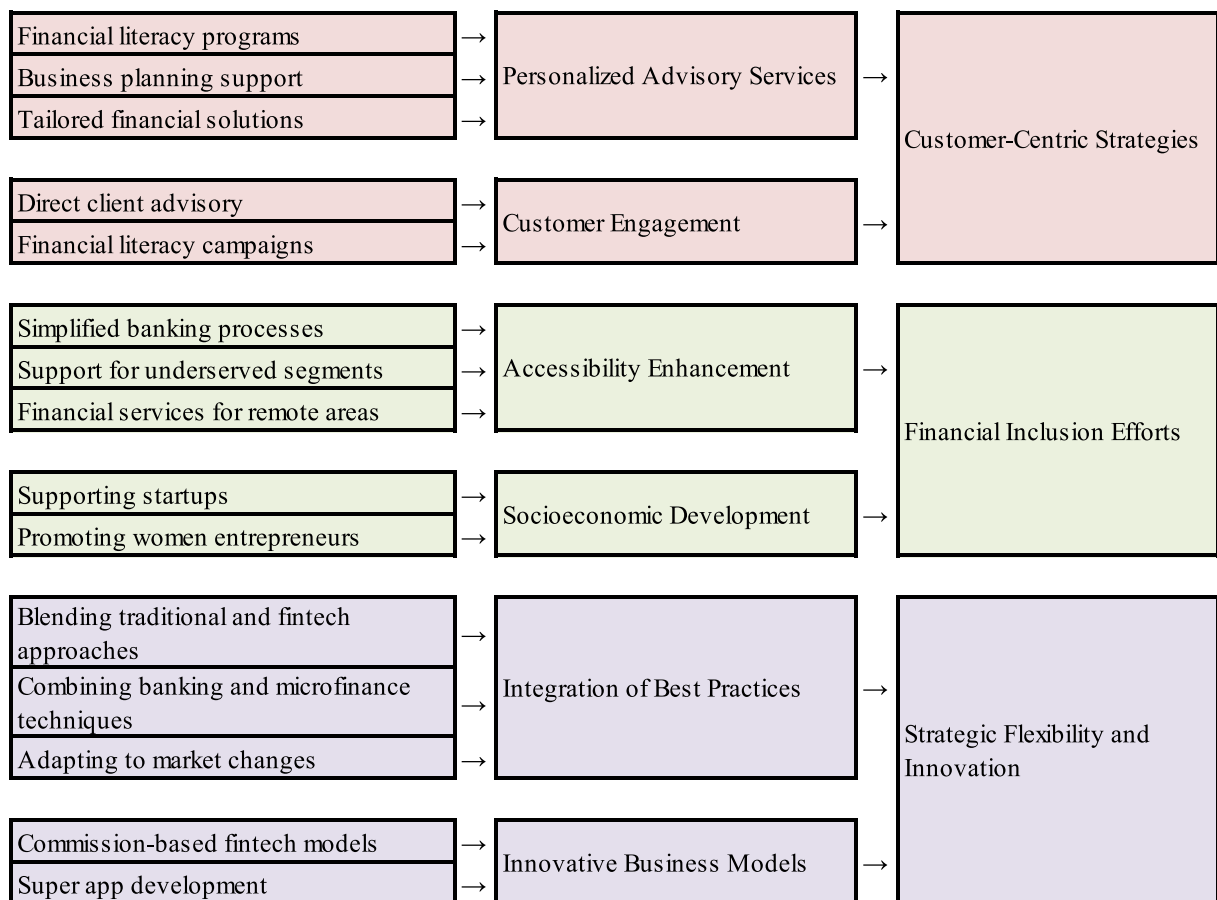 Financial literacy programs
→
Business planning support
→
Tailored financial solutions
→
Personalized Advisory Services
→
Direct client advisory
→
Financial literacy campaigns
→
Customer Engagement
→
Customer-Centric Strategies
Simplified banking processes
→
Support for underserved segments
→
Financial services for remote areas
→
Accessibility Enhancement
→
Supporting startups
→
Promoting women entrepreneurs
→
Socioeconomic Development
→
Financial Inclusion Efforts
Blending traditional and fintech
approaches
→
Combining banking and microfinance
techniques
→
Adapting to market changes
→
Integration of Best Practices
→
Commission-based fintech models
→
Super app development
→
Innovative Business Models
→
Strategic Flexibility and
Innovation